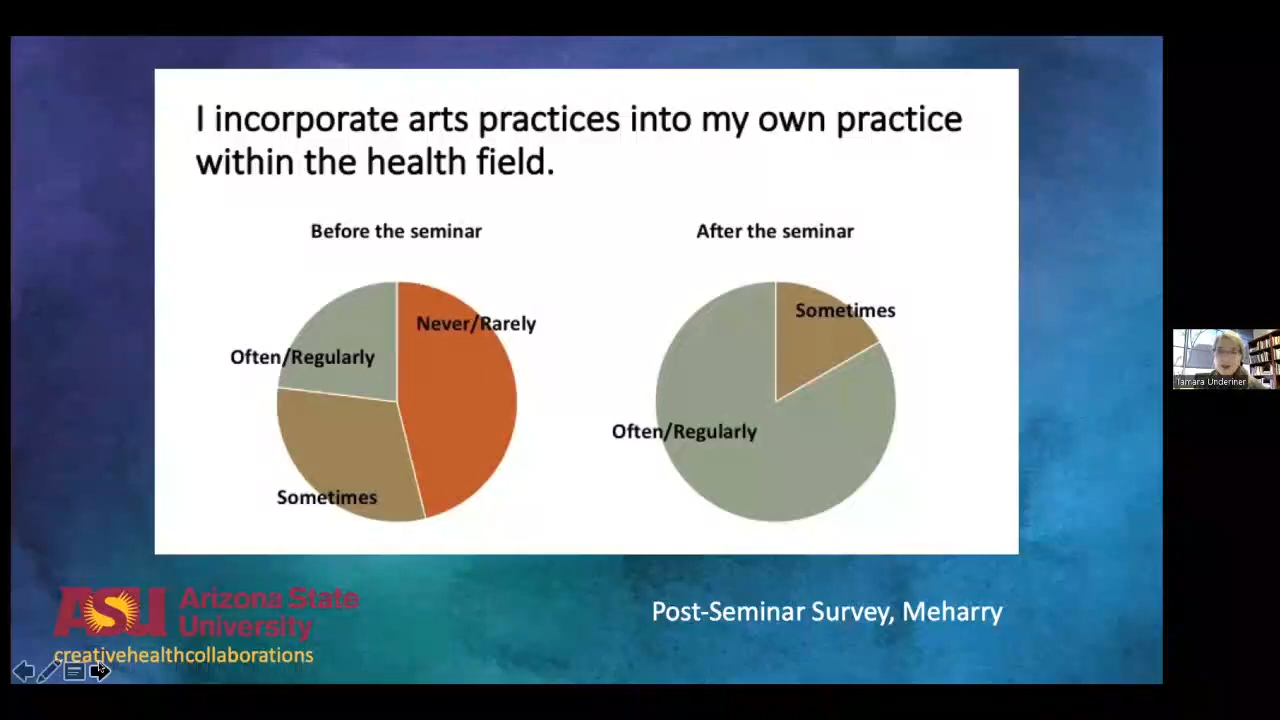 I incorporate arts practices into my own practice
within the health field.
Before the seminar
After the seminar
Never/Rarely
Often/Regularly
Sometimes
Sometimes
Often/Regularly
ASU Arizona State
University
creativehealthcollaborations
Post-Seminar Survey, Meharry
Tamara Underiner